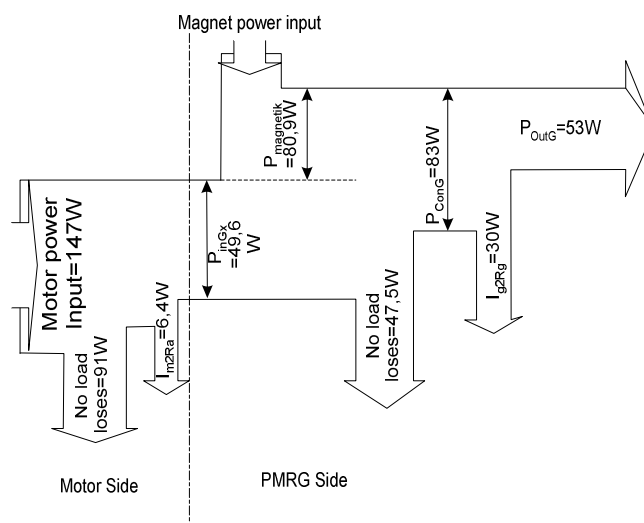 Magnet power input
P_magnetik
=80,9W
P_ConG=83W
P_OutG=53W
Motor power
Input=147W
P_inGx
=49,6
W
I_g2Rg=30W
No load
loses=91W
I_m2Ra=6,4W
No load
loses=47,5W
Motor Side
PMRG Side